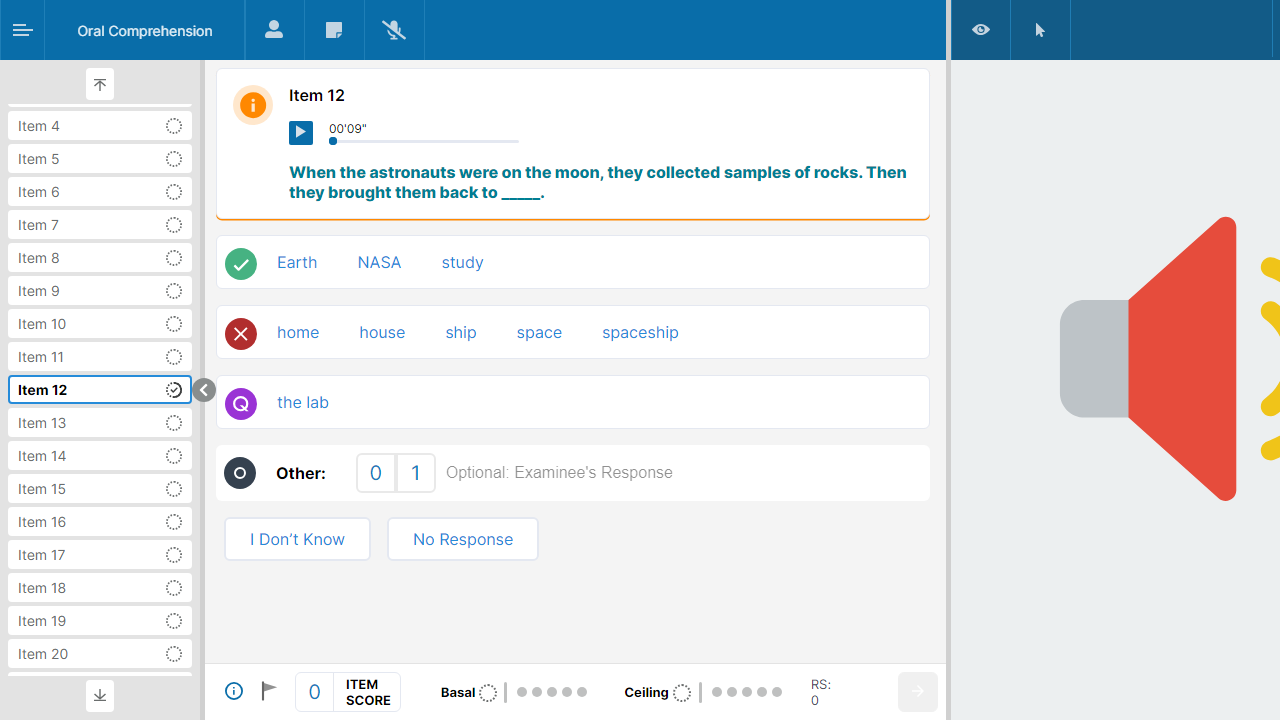 Oral Comprehension
Item 4
Item 5
Item 6
Item 7
Item 8
Item 9
Item 10
Item 11
Item 12
Item 13
Item 14
Item 15
Item 16
Item 17
Item 18
Item 19
Item 20
Item 12
00'09"
When the astronauts were on the moon, they collected samples of rocks. Then
they brought them back to _____.
Earth NASA study
home house ship space spaceship
Q the lab
Other: 0 1 Optional: Examinee's Response
I Don’t Know No Response
0 ITEM SCORE
Basal
Ceiling
RS:
0